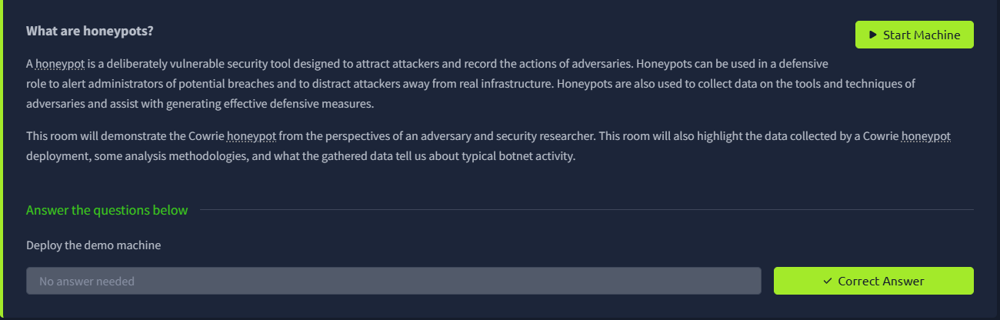 What are honeypots?
Start Machine
A honeypot is a deliberately vulnerable security tool designed to attract attackers and record the actions of adversaries. Honeypots can be used in a defensive
role to alert administrators of potential breaches and to distract attackers away from real infrastructure. Honeypots are also used to collect data on the tools and techniques of
adversaries and assist with generating effective defensive measures.
This room will demonstrate the Cowrie honeypot from the perspectives of an adversary and security researcher. This room will also highlight the data collected by a Cowrie honeypot
deployment, some analysis methodologies, and what the gathered data tell us about typical botnet activity.
Answer the questions below
Deploy the demo machine
No answer needed
Correct Answer